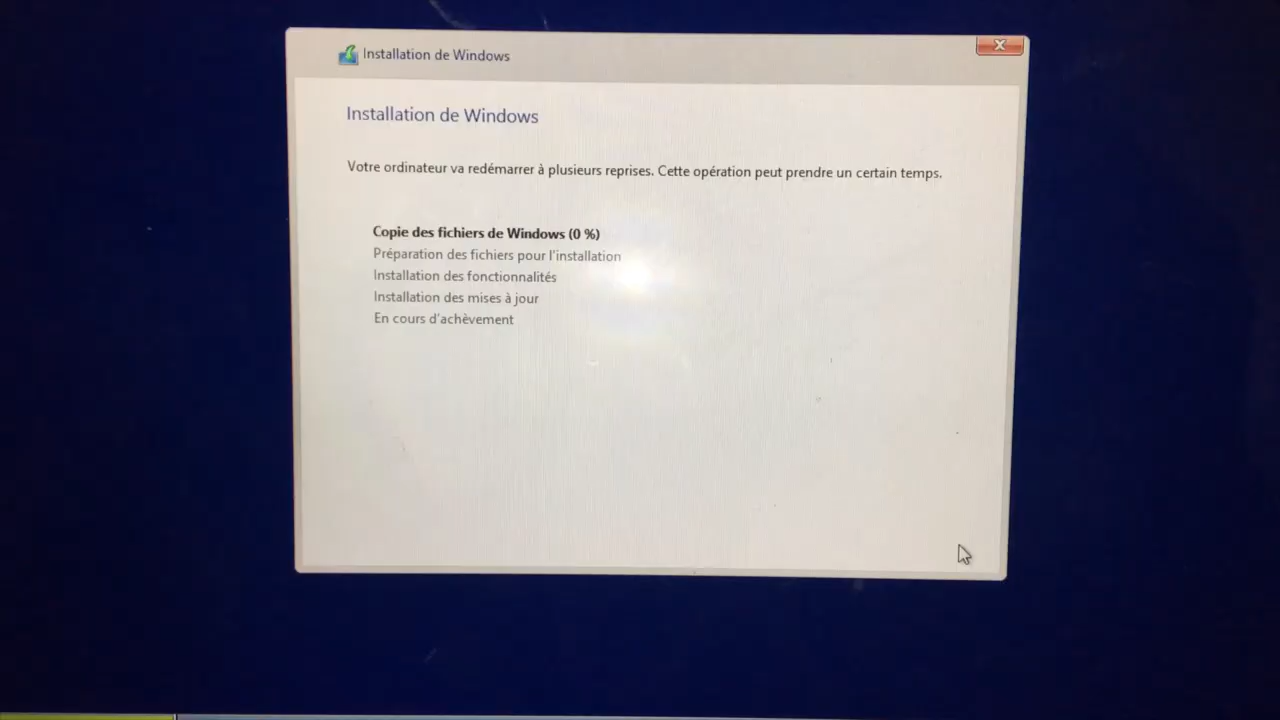 Installation de Windows
Installation de Windows
Votre ordinateur va redémarrer à plusieurs reprises. Cette opération peut prendre un certain temps.
Copie des fichiers de Windows (0 %)
Préparation des fichiers pour l'installation
Installation des fonctionnalités
Installation des mises à jour
En cours d'achèvement